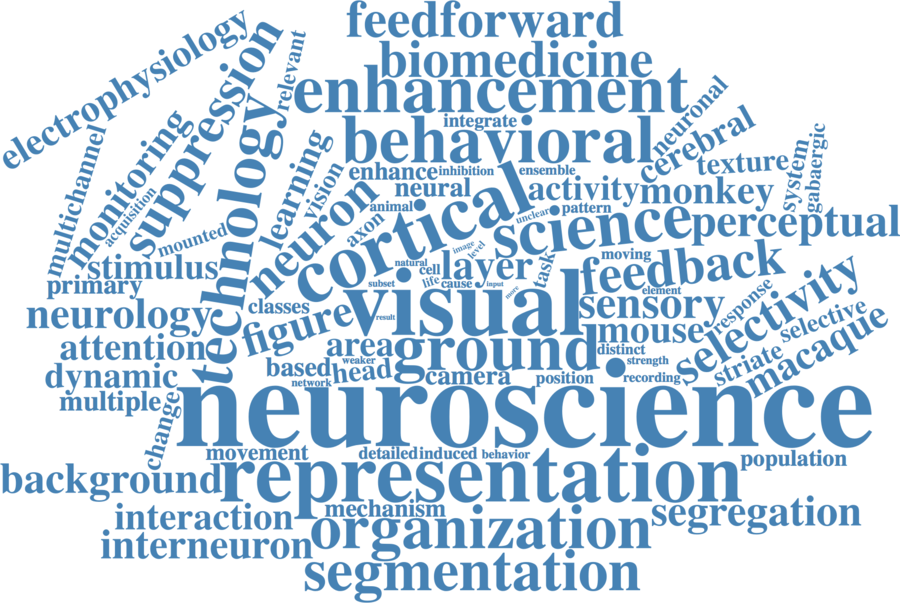 feedforward
biomedicine
electrophysiology
relevant
suppression
enhancement
integrate
neuronal
behavioral
cerebral
multichannel
monitoring
technology
learning
vision
enhance
inhibition
ensemble
texture
system
gabaergic
acquisition
mounted
neuron
neural
animal
axon
cortical
unclear
pattern
activity
monkey
science
perceptual
stimulus
primary
natural
image
level
cell
layer
task
moving
feedback
subset
life
cause
input
more
element
sensory
response
selectivity
selective
neurology
classes
figure
visual
result
mouse
striate
macaque
attention
area
ground
distinct
strength
weaker
based
head
camera
position
recording
network
dynamic
multiple
change
neuroscience
movement
detailed
induced
behavior
population
background
representation
mechanism
interaction
organization
segregation
interneuron
segmentation